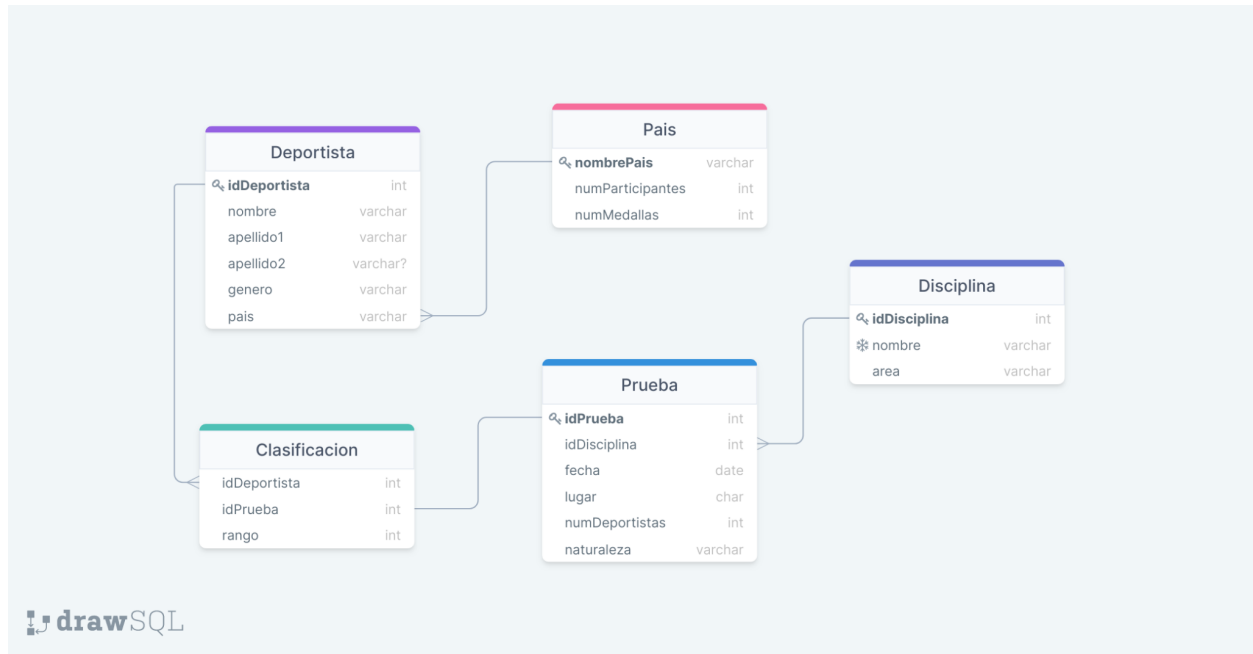 Deportista
idDeportista int
nombre varchar
apellido1 varchar
apellido2 varchar?
genero varchar
pais varchar
Pais
nombrePais varchar
numParticipantes int
numMedallas int
Disciplina
idDisciplina int
nombre varchar
area varchar
Clasificacion
idDeportista int
idPrueba int
rango int
Prueba
idPrueba int
idDisciplina int
fecha date
lugar char
numDeportistas int
naturaleza varchar
drawSQL